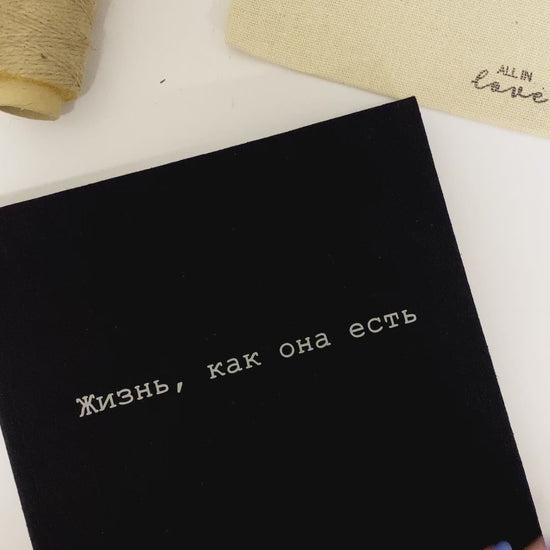 ALL IN
love
жизнь, как она есть